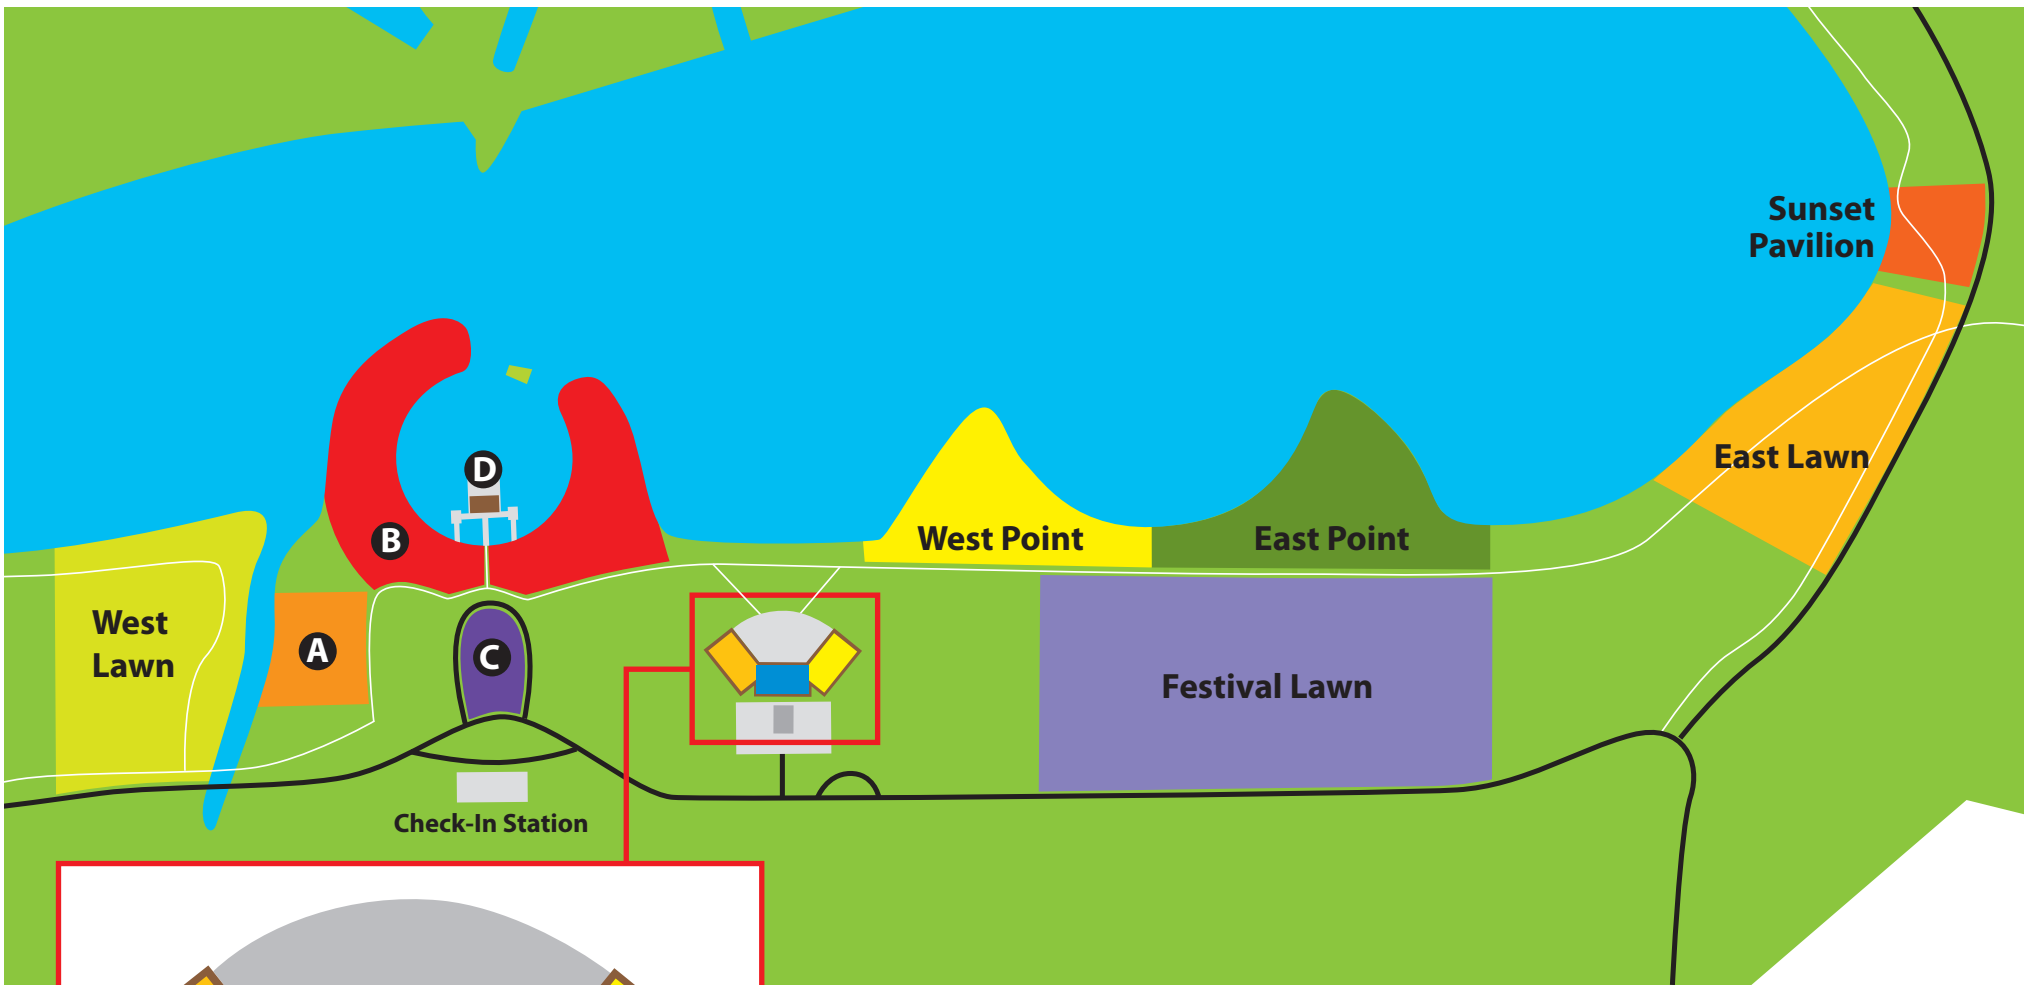 Sunset
Pavilion
East Lawn
D
B
West Point
East Point
West
Lawn
A
C
Festival Lawn
Check-In Station